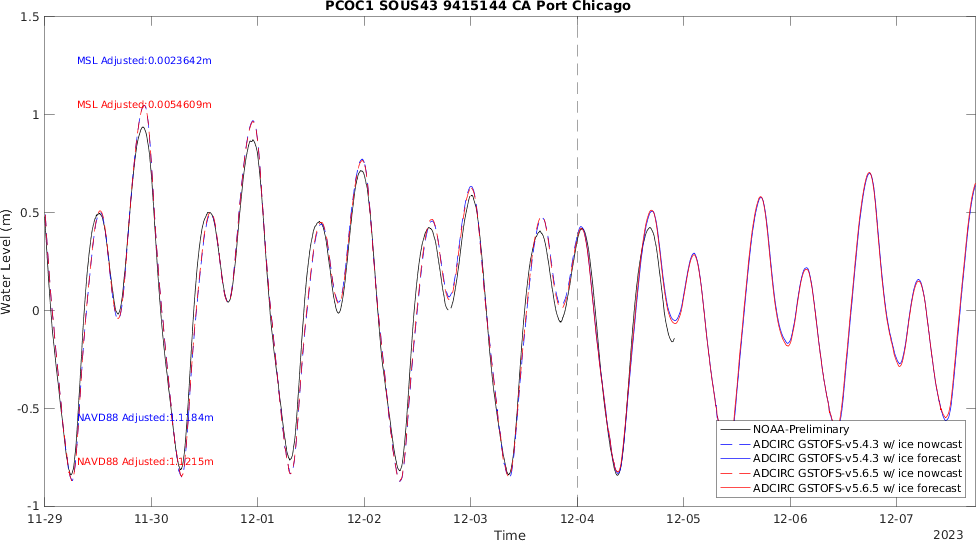 PCOC1 SOUS43 9415144 CA Port Chicago
1.5
MSL Adjusted:0.0023642m
MSL Adjusted:0.0054609m
1
0.5
0
-0.5
-1
Water Level (m)
NAVD88 Adjusted:1.1184m
NAVD88 Adjusted:1.1215m
NOAA-Preliminary
ADCIRC GSTOFS-v5.4.3 w/ ice nowcast
ADCIRC GSTOFS-v5.4.3 w/ ice forecast
ADCIRC GSTOFS-v5.6.5 w/ ice nowcast
ADCIRC GSTOFS-v5.6.5 w/ ice forecast
11-29 11-30 12-01 12-02 12-03 12-04 12-05 12-06 12-07
Time
2023